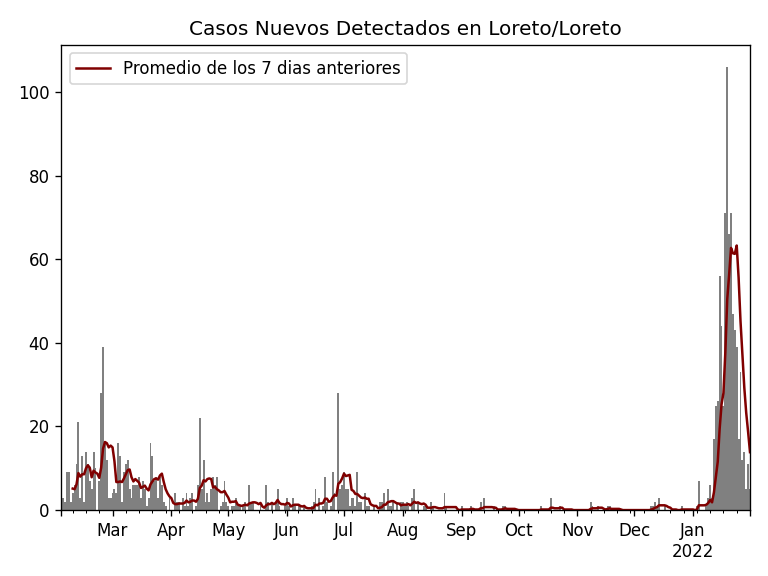 Casos Nuevos Detectados en Loreto/Loreto
Promedio de los 7 dias anteriores
100
80
60
40
20
0
Mar Apr May Jun Jul Aug Sep Oct Nov Dec Jan
2022